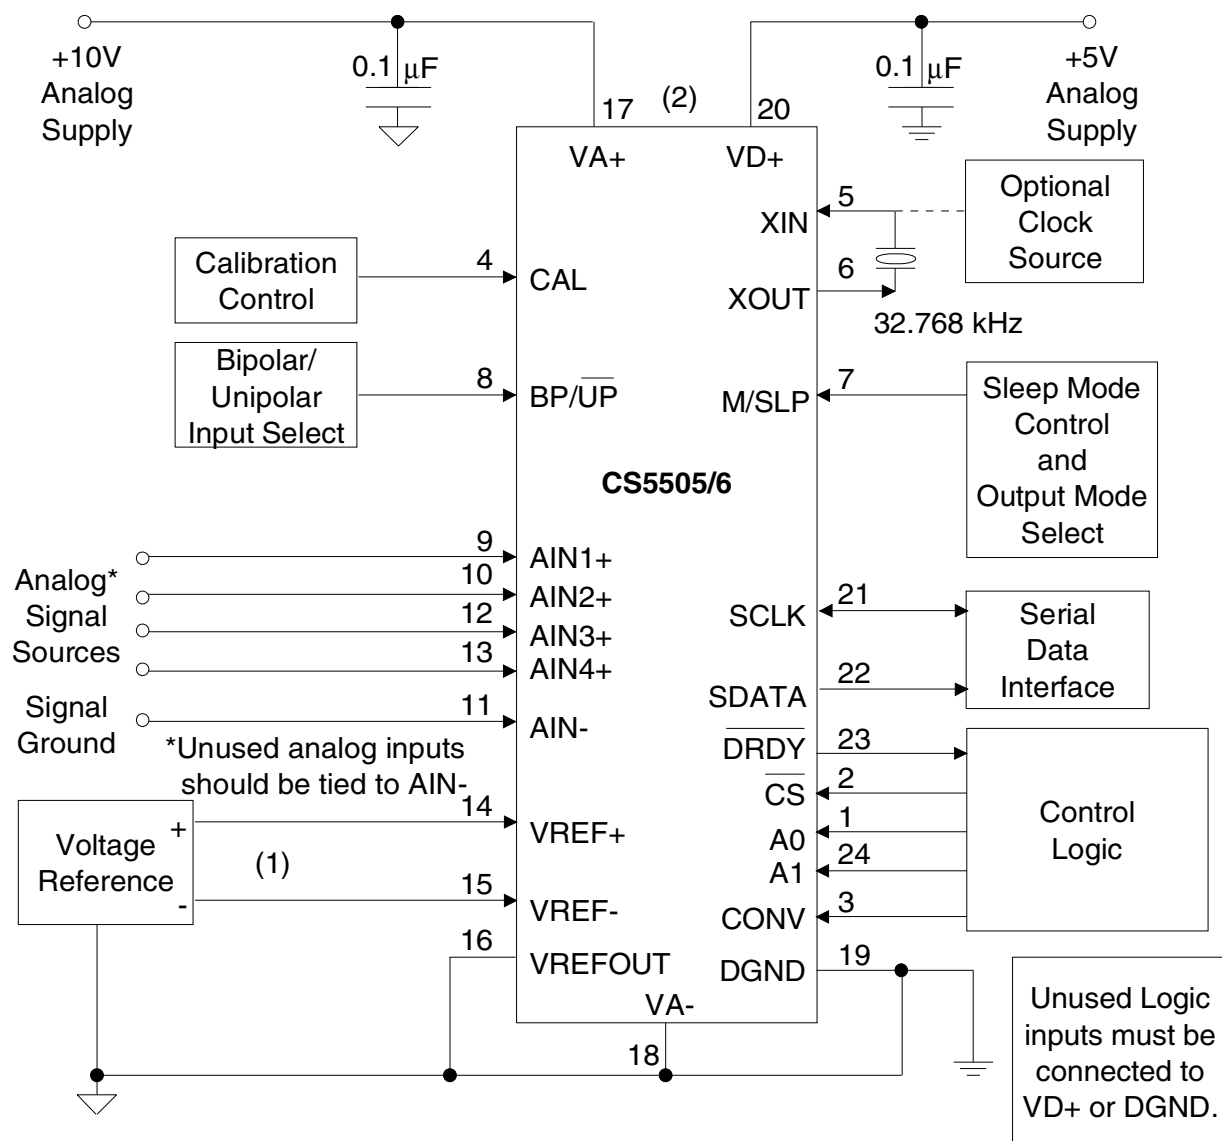 +10V
Analog
Supply
0.1 μF
17
(2)
20
0.1 μF
+5V
Analog
Supply
VA+
VD+
XIN
5
Optional
Clock
Source
Calibration
Control
4
CAL
XOUT
6
32.768 kHz
Bipolar/
Unipolar
Input Select
8
BP/UP
M/SLP
7
Sleep Mode
Control
and
Output Mode
Select
CS5505/6
Analog*
Signal
Sources
9
AIN1+
10
AIN2+
12
AIN3+
13
AIN4+
Signal
Ground
11
AIN-
*Unused analog inputs
should be tied to AIN-
SCLK
21
SDATA
22
Serial
Data
Interface
DRDY
23
CS
2
A0
1
A1
24
CONV
3
Control
Logic
Voltage
Reference
+
-
(1)
14
VREF+
15
VREF-
16
VREFOUT
DGND
19
VA-
18
Unused Logic
inputs must be
connected to
VD+ or DGND.